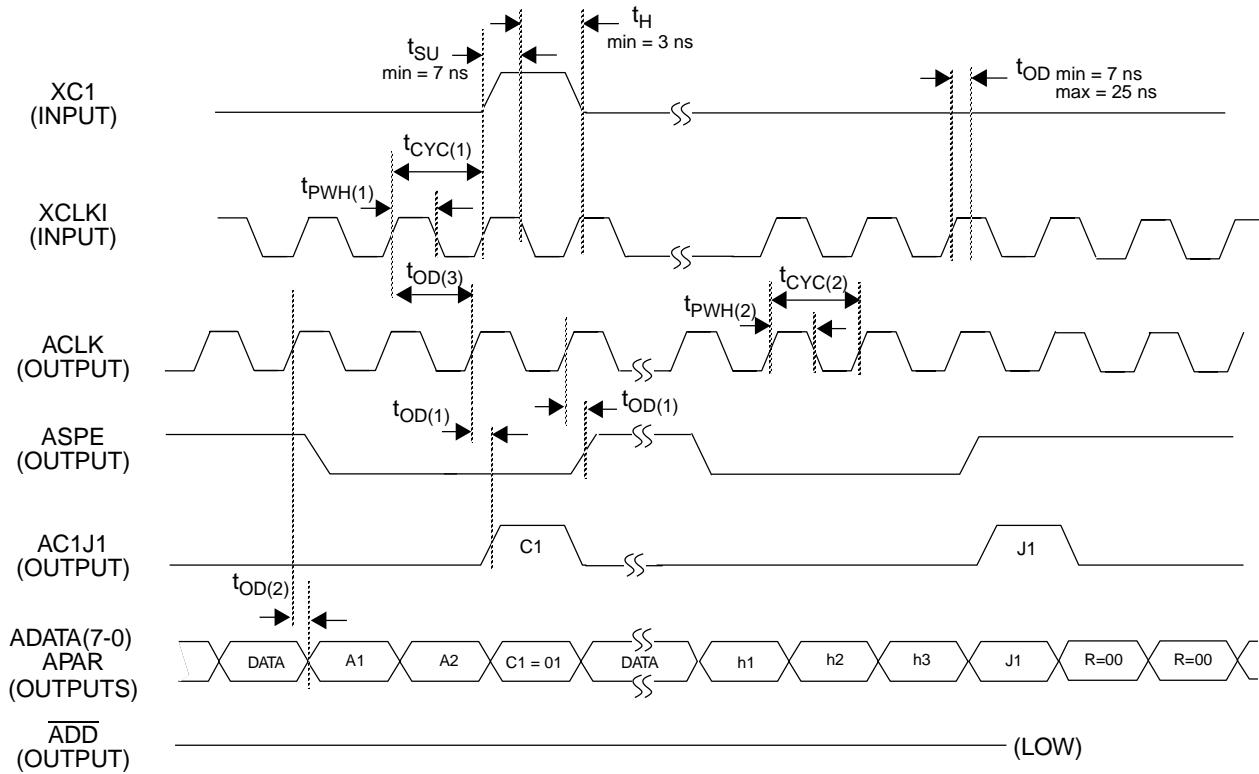 tH
min = 3 ns
tSU
min = 7 ns
tOD min = 7 ns
max = 25 ns
XC1
(INPUT)
tCYC(1)
tPWH(1)
XCLKI
(INPUT)
tOD(3)
tCYC(2)
tPWH(2)
ACLK
(OUTPUT)
tOD(1)
tOD(1)
ASPE
(OUTPUT)
AC1J1
(OUTPUT)
C1
J1
tOD(2)
ADATA(7-0)
APAR
(OUTPUTS)
DATA A1 A2 C1 = 01 DATA h1 h2 h3 J1 R=00 R=00
ADD
(OUTPUT)
(LOW)